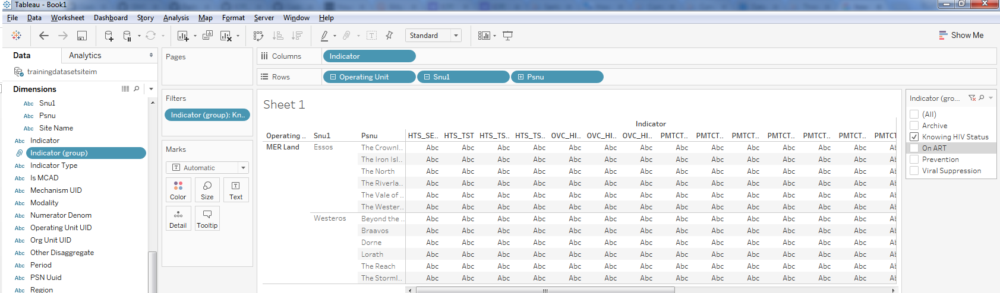 Tableau - Book1
File Data Worksheet Dashboard Story Analysis Map Format Server Window Help
Standard
Show Me
Data Analytics
trainingdatasetsiteim
Dimensions
Abc Snu1
Abc Psnu
Abc Site Name
Abc Indicator
Indicator (group)
Abc Indicator Type
Abc Is MCAD
Abc Mechanism UID
Abc Modality
Abc Numerator Denom
Abc Operating Unit UID
Abc Org Unit UID
Abc Other Disaggregate
Abc Period
Abc PSN Uuid
Abc Region
Pages
Filters
Indicator (group): Kn..
Marks
Automatic
Color Size Text
Detail Tooltip
Columns Indicator
Rows Operating Unit Snu1 Psnu
Sheet 1
Indicator
Operating .. Snu1 Psnu HTS_SE.. HTS_TST HTS_TS.. HTS_TS.. OVC_HI.. OVC_HI.. OVC_HI.. PMTCT.. PMTCT.. PMTCT.. PMTCT.. PMTCT.. PMTCT.. PMTCT
MER Land Essos The Crownl.. Abc Abc Abc Abc Abc Abc Abc Abc Abc Abc Abc Abc Abc Ab
The Iron Isl.. Abc Abc Abc Abc Abc Abc Abc Abc Abc Abc Abc Abc Abc Ab
The North Abc Abc Abc Abc Abc Abc Abc Abc Abc Abc Abc Abc Abc Ab
The Riverla.. Abc Abc Abc Abc Abc Abc Abc Abc Abc Abc Abc Abc Abc Ab
The Vale of .. Abc Abc Abc Abc Abc Abc Abc Abc Abc Abc Abc Abc Abc Ab
The Wester.. Abc Abc Abc Abc Abc Abc Abc Abc Abc Abc Abc Abc Abc Ab
Westeros Beyond the .. Abc Abc Abc Abc Abc Abc Abc Abc Abc Abc Abc Abc Abc Ab
Braavos Abc Abc Abc Abc Abc Abc Abc Abc Abc Abc Abc Abc Abc Ab
Dorne Abc Abc Abc Abc Abc Abc Abc Abc Abc Abc Abc Abc Abc Ab
Lorath Abc Abc Abc Abc Abc Abc Abc Abc Abc Abc Abc Abc Abc Ab
The Reach Abc Abc Abc Abc Abc Abc Abc Abc Abc Abc Abc Abc Abc Ab
The Storml.. Abc Abc Abc Abc Abc Abc Abc Abc Abc Abc Abc Abc Abc Ab
Indicator (gro...
(All)
Archive
Knowing HIV Status
On ART
Prevention
Viral Suppression